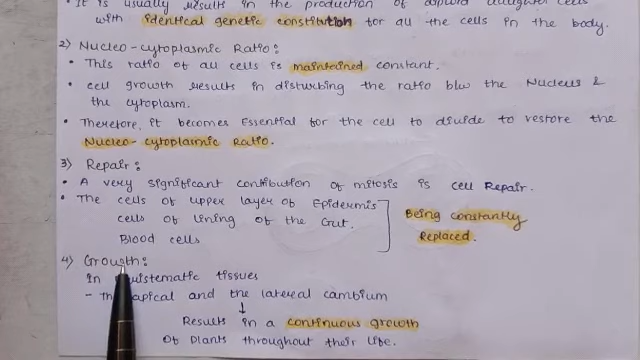 • It is usually results in the production of diploid daughter cells
with identical genetic constitution for all the cells in the body.
2) Nucleo-cytoplasmic Ratio:
• This ratio of all cells is maintained constant.
• cell growth results in disturbing the ratio b/w the Nucleus &
the cytoplasm.
• Therefore, it becomes Essential for the cell to divide to restore the
Nucleo-cytoplasmic Ratio.
3) Repair:
• A very significant contribution of mitosis is cell Repair.
• The cells of upper layer of Epidermis
cells of lining of the Gut.
Blood cells
Being constantly
Replaced.
4) Growth:
In tissues
- apical and the latereal cambium
Results in a continuous growth
of plants throughout their life.